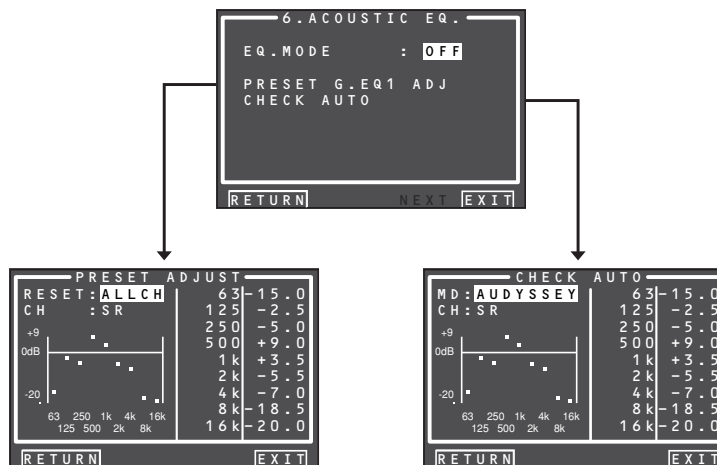 6.ACOUSTIC EQ.
EQ.MODE : OFF
PRESET G.EQ1 ADJ
CHECK AUTO
RETURN NEXT EXIT
PRESET ADJUST
RESET:ALLCH
CH :SR
+9
0dB
-20
63 250 1k 4k 16k
125 500 2k 8k
63 -15.0
125 -2.5
250 -5.0
500 +9.0
1k +3.5
2k -5.5
4k -7.0
8k -18.5
16k -20.0
RETURN EXIT
CHECK AUTO
MD:AUDYSSEY
CH:SR
+9
0dB
-20
63 250 1k 4k 16k
125 500 2k 8k
63 -15.0
125 -2.5
250 -5.0
500 +9.0
1k +3.5
2k -5.5
4k -7.0
8k -18.5
16k -20.0
RETURN EXIT